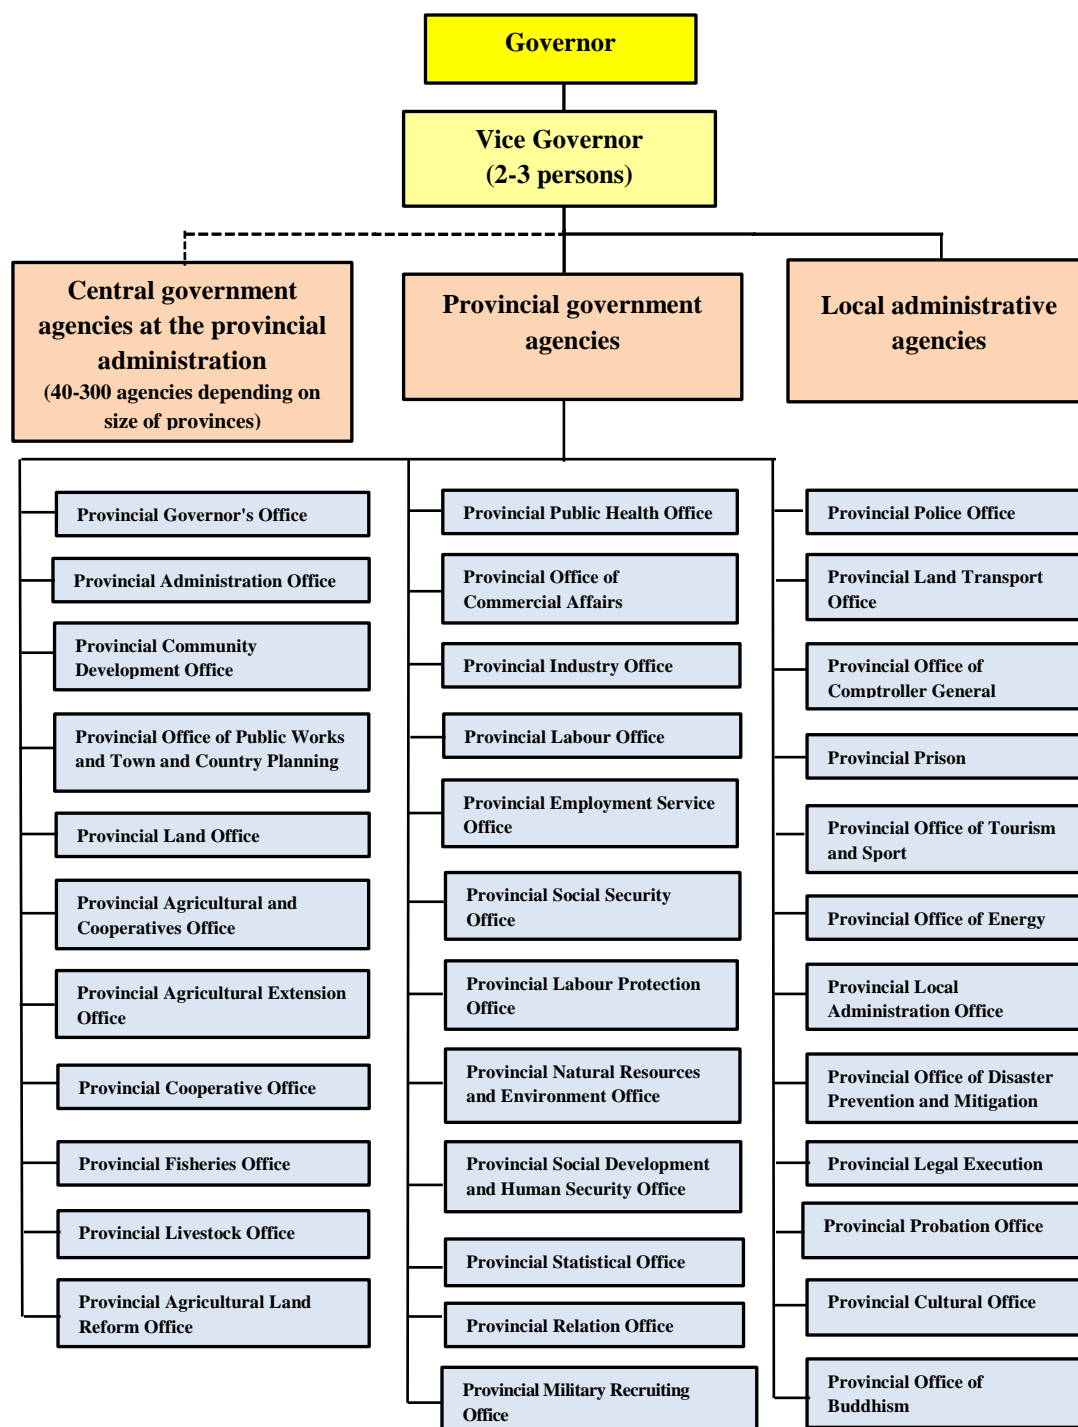 Governor
Vice Governor
(2-3 persons)
Central government
agencies at the provincial
administration
(40-300 agencies depending on
size of provinces)
Provincial government
agencies
Local administrative
agencies
Provincial Governor's Office
Provincial Administration Office
Provincial Community
Development Office
Provincial Office of Public Works
and Town and Country Planning
Provincial Land Office
Provincial Agricultural and
Cooperatives Office
Provincial Agricultural Extension
Office
Provincial Cooperative Office
Provincial Fisheries Office
Provincial Livestock Office
Provincial Agricultural Land
Reform Office
Provincial Public Health Office
Provincial Office of
Commercial Affairs
Provincial Industry Office
Provincial Labour Office
Provincial Employment Service
Office
Provincial Social Security
Office
Provincial Labour Protection
Office
Provincial Natural Resources
and Environment Office
Provincial Social Development
and Human Security Office
Provincial Statistical Office
Provincial Relation Office
Provincial Military Recruiting
Office
Provincial Police Office
Provincial Land Transport
Office
Provincial Office of
Comptroller General
Provincial Prison
Provincial Office of Tourism
and Sport
Provincial Office of Energy
Provincial Local
Administration Office
Provincial Office of Disaster
Prevention and Mitigation
Provincial Legal Execution
Provincial Probation Office
Provincial Cultural Office
Provincial Office of
Buddhism